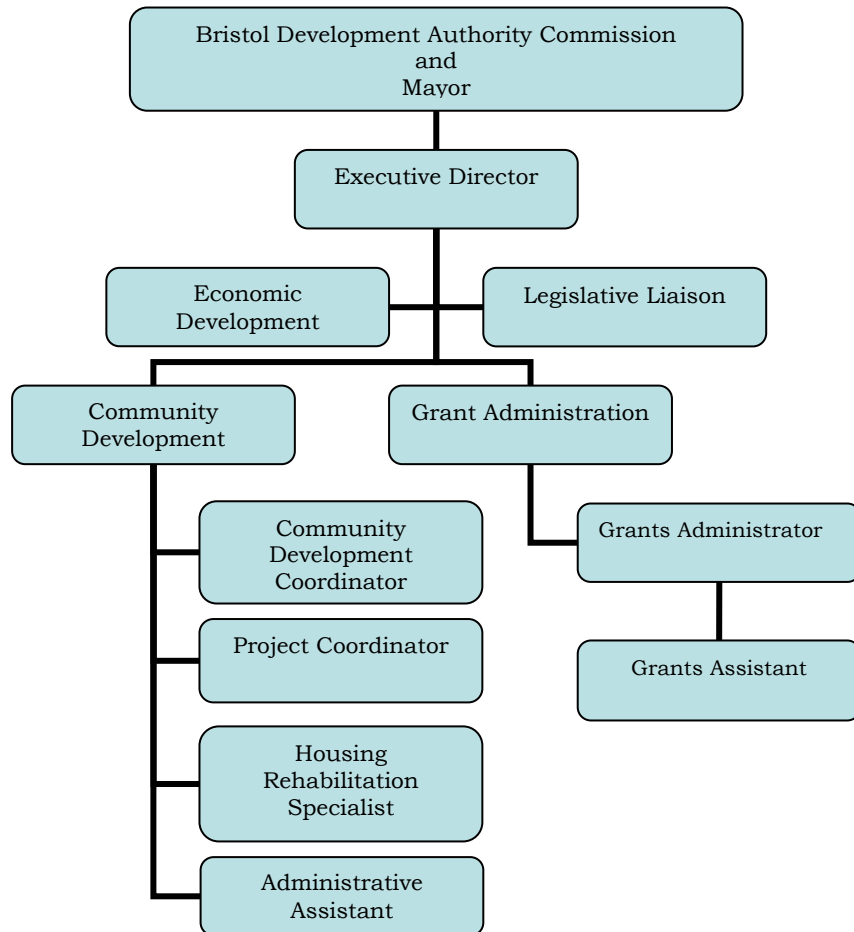 Bristol Development Authority Commission
and
Mayor
Executive Director
Economic
Development
Legislative Liaison
Community
Development
Grant Administration
Community
Development
Coordinator
Grants Administrator
Project Coordinator
Grants Assistant
Housing
Rehabilitation
Specialist
Administrative
Assistant